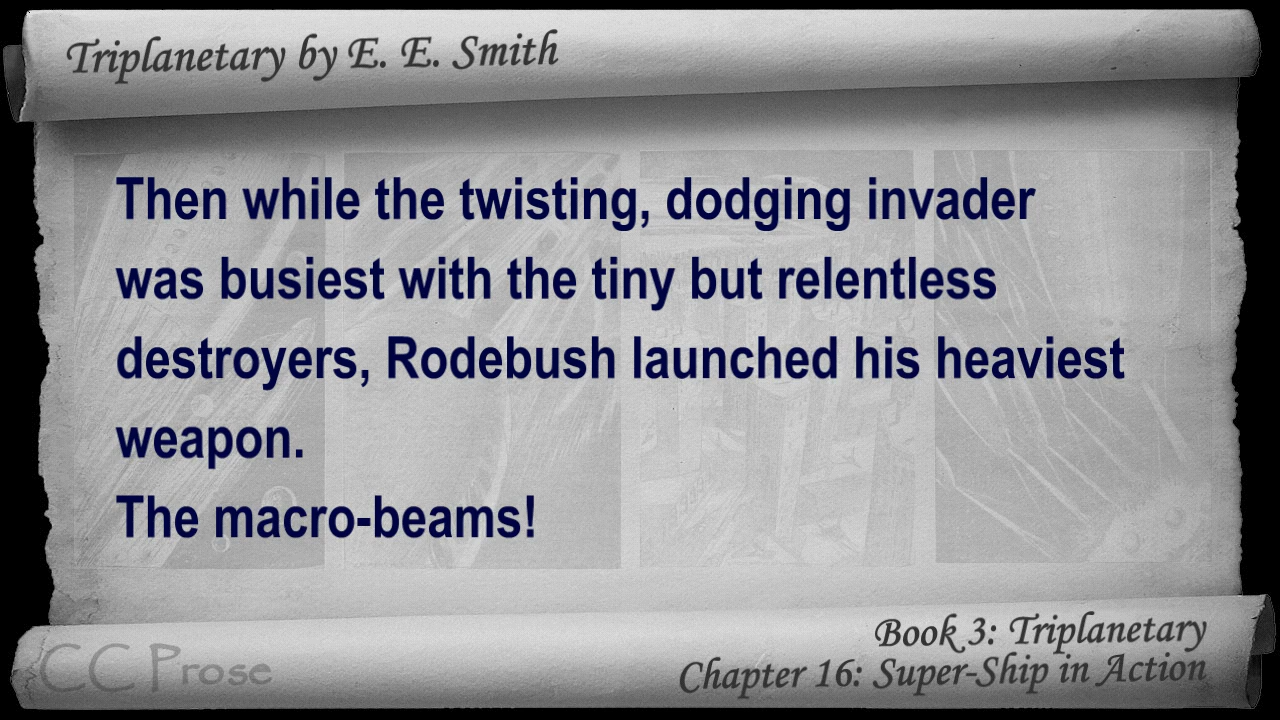 Triplanetary by E. E. Smith
Then while the twisting, dodging invader
was busiest with the tiny but relentless
destroyers, Rodebush launched his heaviest
weapon.
The macro-beams!
Book 3: Triplanetary
Chapter 16: Super-Ship in Action
CC Prose